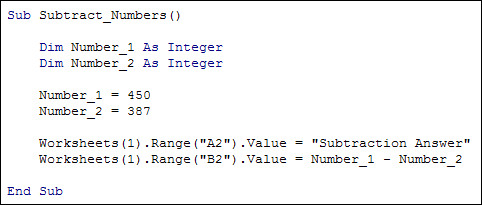 Sub Subtract_Numbers()
Dim Number_1 As Integer
Dim Number_2 As Integer
Number_1 = 450
Number_2 = 387
Worksheets(1).Range("A2").Value = "Subtraction Answer"
Worksheets(1).Range("B2").Value = Number_1 - Number_2
End Sub